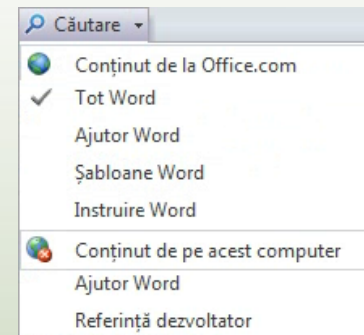 Căutare
Conținut de la Office.com
Tot Word
Ajutor Word
Șabloane Word
Instruire Word
Conținut de pe acest computer
Ajutor Word
Referință dezvoltator